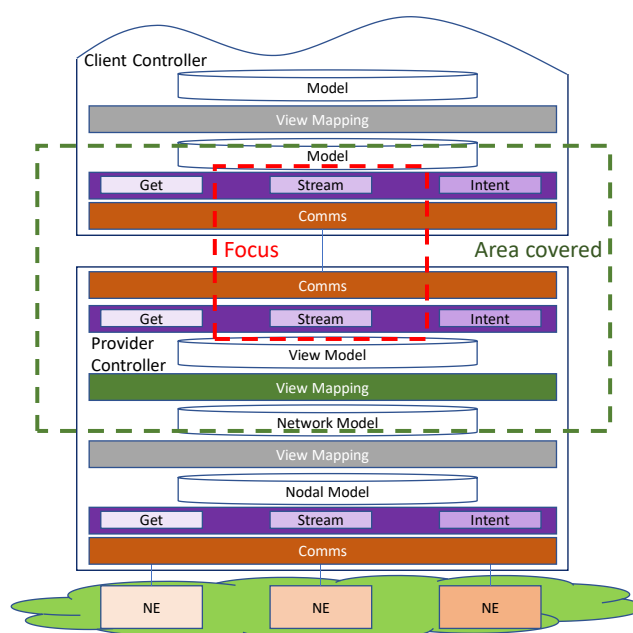 Client Controller
Model
View Mapping
Model
Get Stream Intent
Comms
Focus Area covered
Comms
Get Stream Intent
Provider
Controller
View Model
View Mapping
Network Model
View Mapping
Nodal Model
Get Stream Intent
Comms
NE NE NE